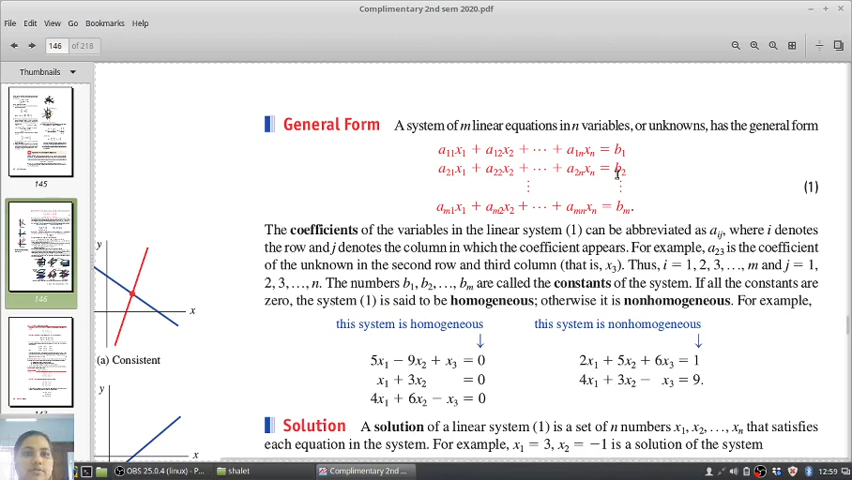 Complimentary 2nd sem 2020.pdf
File Edit View Go Bookmarks Help
146 of 218
Thumbnails
145
146
y
x
(a) Consistent
y
x
General Form A system of m linear equations in n variables, or unknowns, has the general form
a11x1 + a12x2 + ⋯ + a1nxn = b1
a21x1 + a22x2 + ⋯ + a2nxn = b2
⋮ ⋮
(1)
am1x1 + am2x2 + ⋯ + amnxn = bm.
The coefficients of the variables in the linear system (1) can be abbreviated as aij, where i denotes
the row and j denotes the column in which the coefficient appears. For example, a23 is the coefficient
of the unknown in the second row and third column (that is, x3). Thus, i = 1, 2, 3, …, m and j = 1,
2, 3, …, n. The numbers b1, b2, …, bm are called the constants of the system. If all the constants are
zero, the system (1) is said to be homogeneous; otherwise it is nonhomogeneous. For example,
this system is homogeneous this system is nonhomogeneous
↓ ↓
5x1 − 9x2 + x3 = 0 2x1 + 5x2 + 6x3 = 1
x1 + 3x2 = 0 4x1 + 3x2 − x3 = 9.
4x1 + 6x2 − x3 = 0
Solution A solution of a linear system (1) is a set of n numbers x1, x2, …, xn that satisfies
each equation in the system. For example, x1 = 3, x2 = −1 is a solution of the system
OBS 25.0.4 (linux) - P... shalet Complimentary 2nd se... 12:59